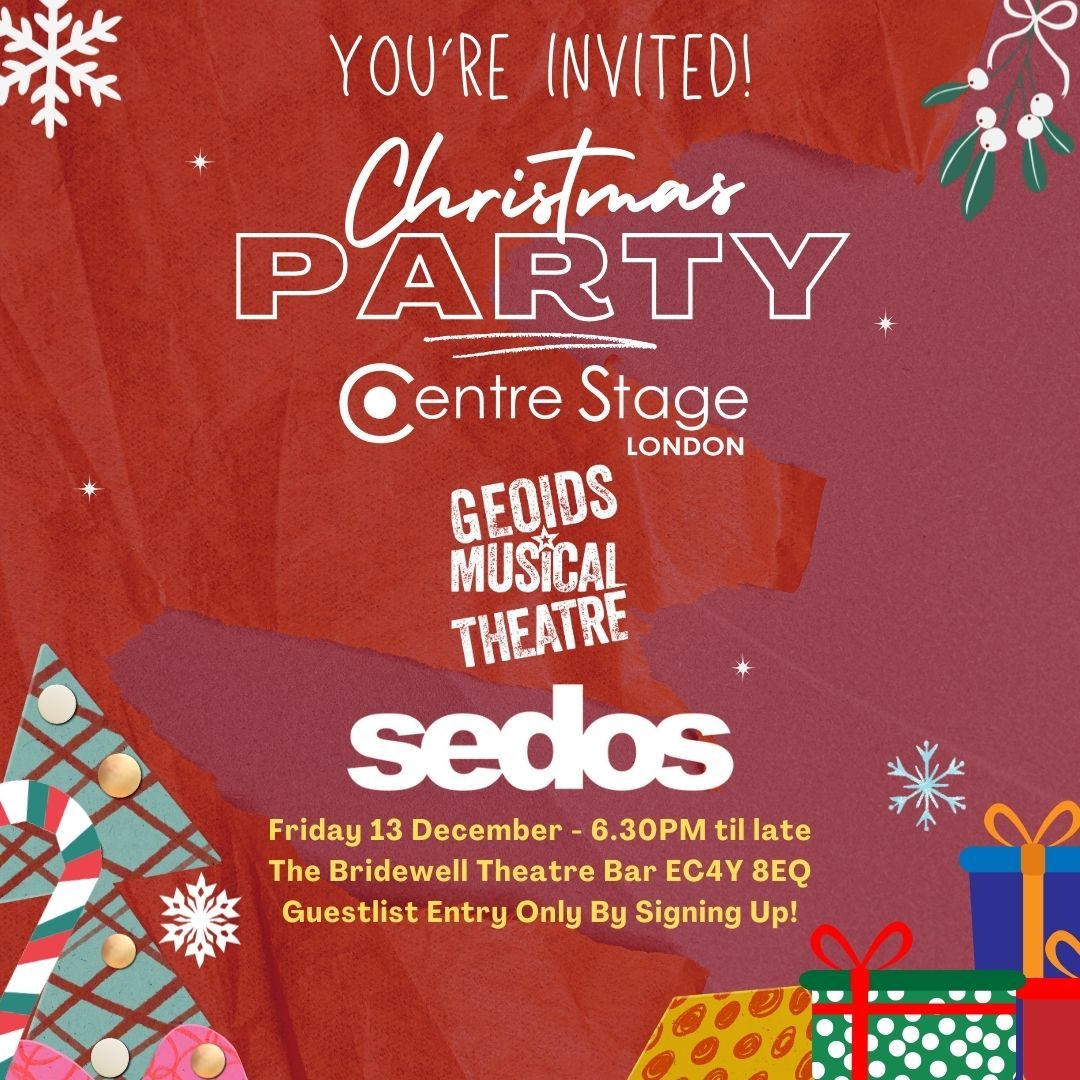 YOU'RE INVITED!
Christmas
PARTY
Centre Stage
LONDON
GEOIDS
MUSICAL
THEATRE
sedos
Friday 13 December - 6.30PM til late
The Bridewell Theatre Bar EC4Y 8EQ
Guestlist Entry Only By Signing Up!